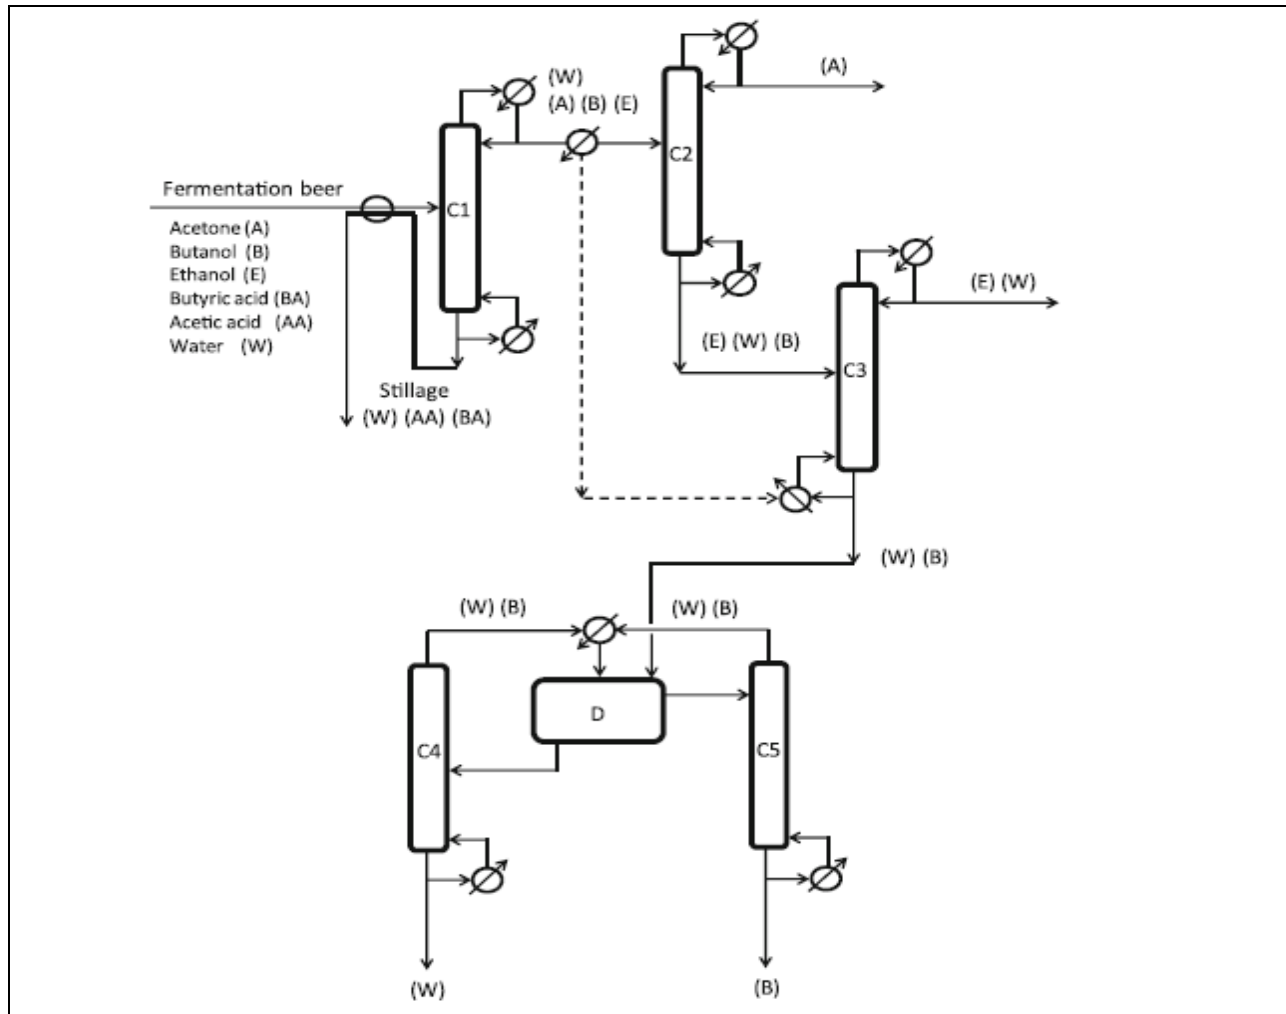 (W)
(A) (B) (E)
(A)
C2
Fermentation beer
C1
Acetone (A)
Butanol (B)
Ethanol (E)
Butyric acid (BA)
Acetic acid (AA)
Water (W)
(E) (W)
(E) (W) (B)
C3
Stillage
(W) (AA) (BA)
(W) (B)
(W) (B)
(W) (B)
D
C4
C5
(W)
(B)